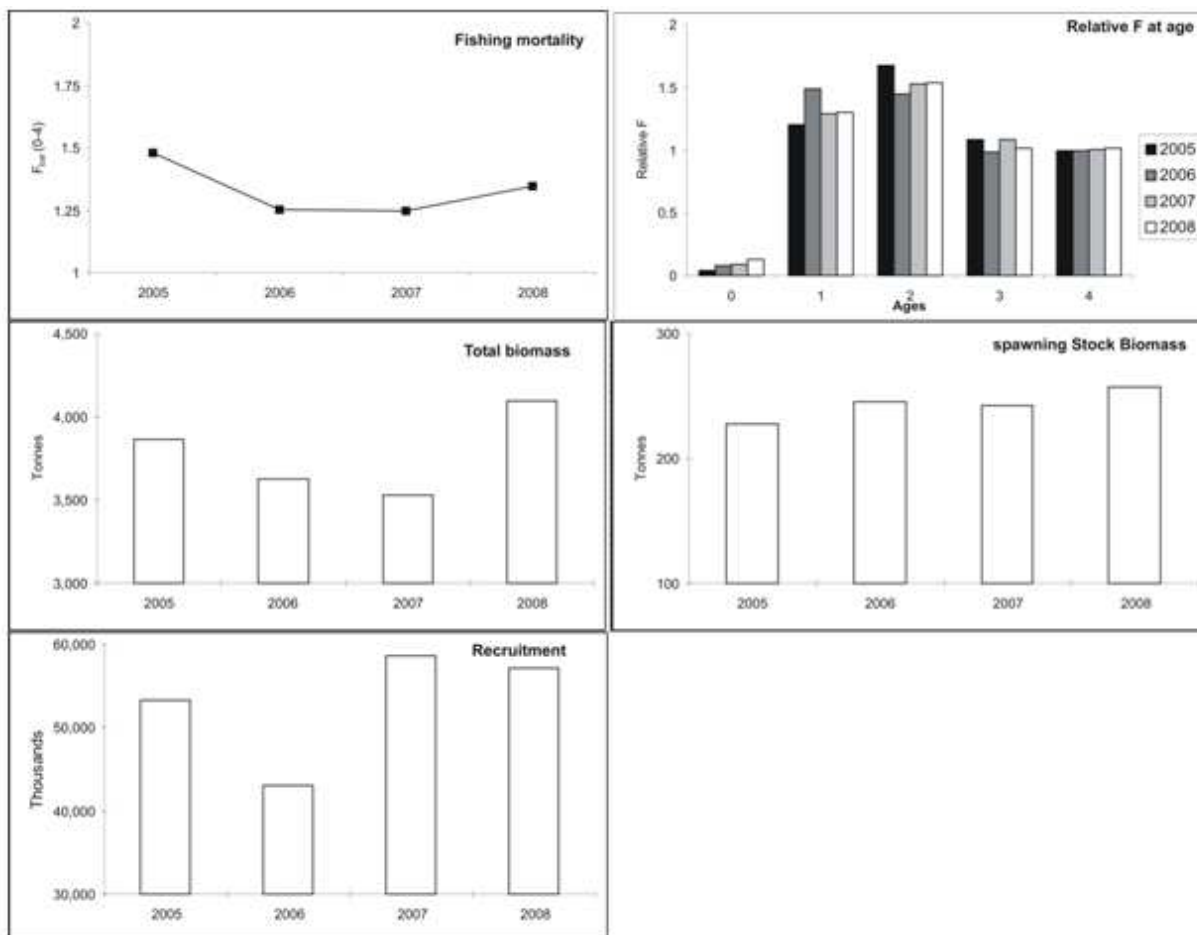 Fishing mortality
2
1.75
1.5
1.25
1
F bar (0-4)
2005 2006 2007 2008
Relative F at age
2
1.5
1
0.5
0
Relative F
0 1 2 3 4
Ages
2005
2006
2007
2008
Total biomass
4,500
4,000
3,500
3,000
Tonnes
2005 2006 2007 2008
spawning Stock Biomass
300
200
100
Tonnes
2005 2006 2007 2008
Recruitment
60,000
50,000
40,000
30,000
Thousands
2005 2006 2007 2008